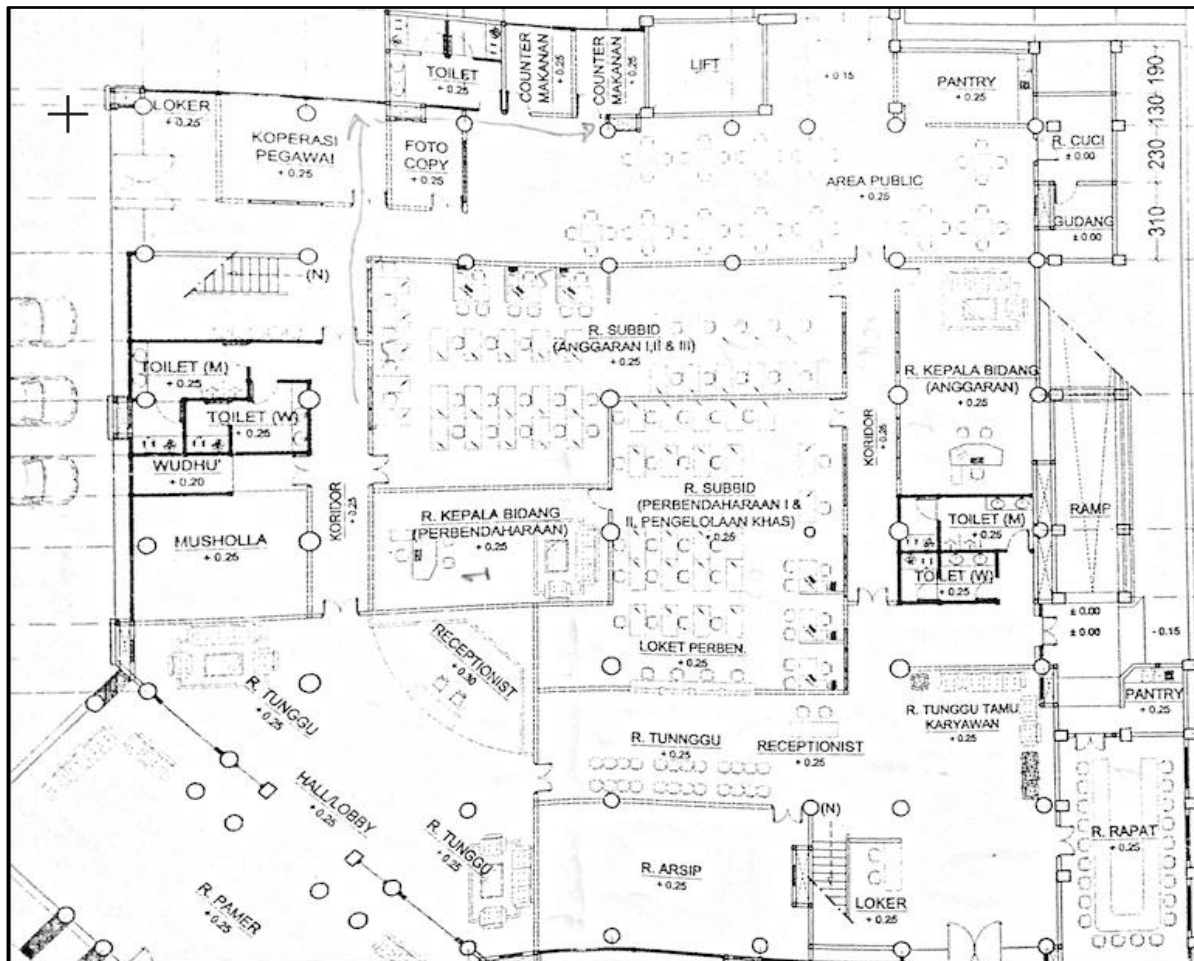 TOILET
+ 0.25
COUNTER
MAKANAN
+ 0.25
COUNTER
MAKANAN
+ 0.25
LIFT
+ 0.15
PANTRY
+ 0.25
190
130
230
310
LOKER
+ 0.25
KOPERASI
PEGAWAI
+ 0.25
FOTO
COPY
+ 0.25
AREA PUBLIC
+ 0.25
R. CUCI
± 0.00
GUDANG
± 0.00
(N)
R. SUBBID
(ANGGARAN I,II & III)
+ 0.25
R. KEPALA BIDANG
(ANGGARAN)
+ 0.25
TOILET (M)
+ 0.25
TOILET (W)
+ 0.25
WUDHU'
+ 0.20
KORIDOR
+ 0.25
KORIDOR
+ 0.25
MUSHOLLA
+ 0.25
R. KEPALA BIDANG
(PERBENDAHARAAN)
+ 0.25
1
R. SUBBID
(PERBENDAHARAAN I &
II, PENGELOLAAN KHAS)
+ 0.25
TOILET (M)
+ 0.25
TOILET (W)
+ 0.25
RAMP
± 0.00
± 0.00
- 0.15
RECEPTIONIST
+ 0.30
LOKET PERBEN.
+ 0.25
R. TUNGGU
+ 0.25
PANTRY
+ 0.25
R. TUNGGU TAMU
KARYAWAN
+ 0.25
R. TUNNGGU
+ 0.25
RECEPTIONIST
+ 0.25
HALL/LOBBY
+ 0.25
R. TUNGGU
+ 0.25
(N)
R. RAPAT
+ 0.25
R. ARSIP
+ 0.25
LOKER
+ 0.25
R. PAMER
+ 0.25